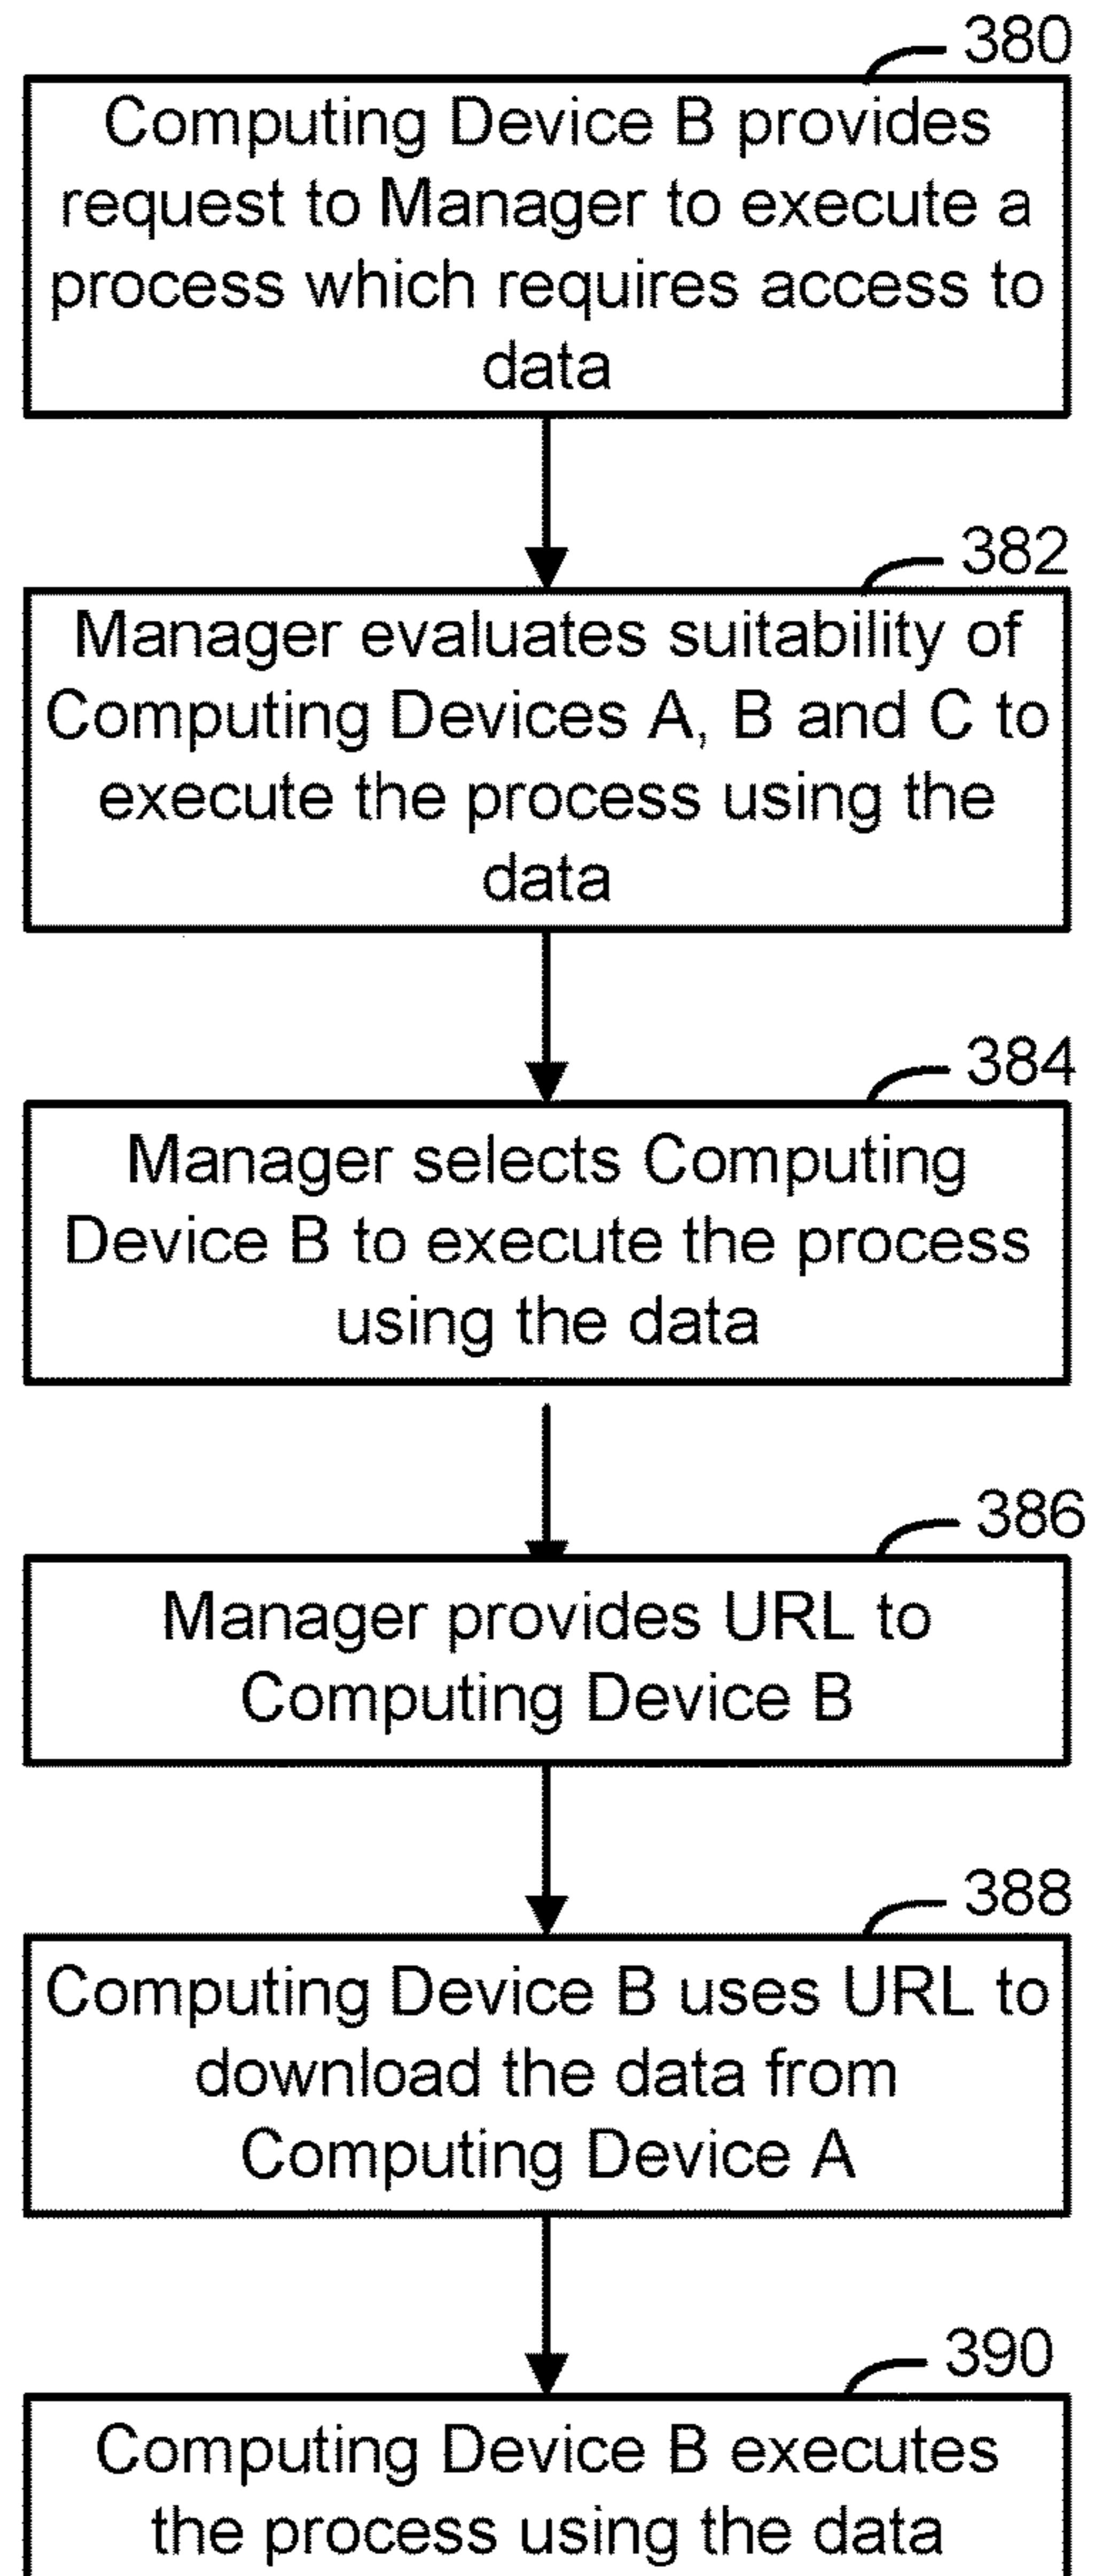 380
Computing Device B provides
request to Manager to execute a
process which requires access to
data
382
Manager evaluates suitability of
Computing Devices A, B and C to
execute the process using the
data
384
Manager selects Computing
Device B to execute the process
using the data
386
Manager provides URL to
Computing Device B
388
Computing Device B uses URL to
download the data from
Computing Device A
390
Computing Device B executes
the process using the data